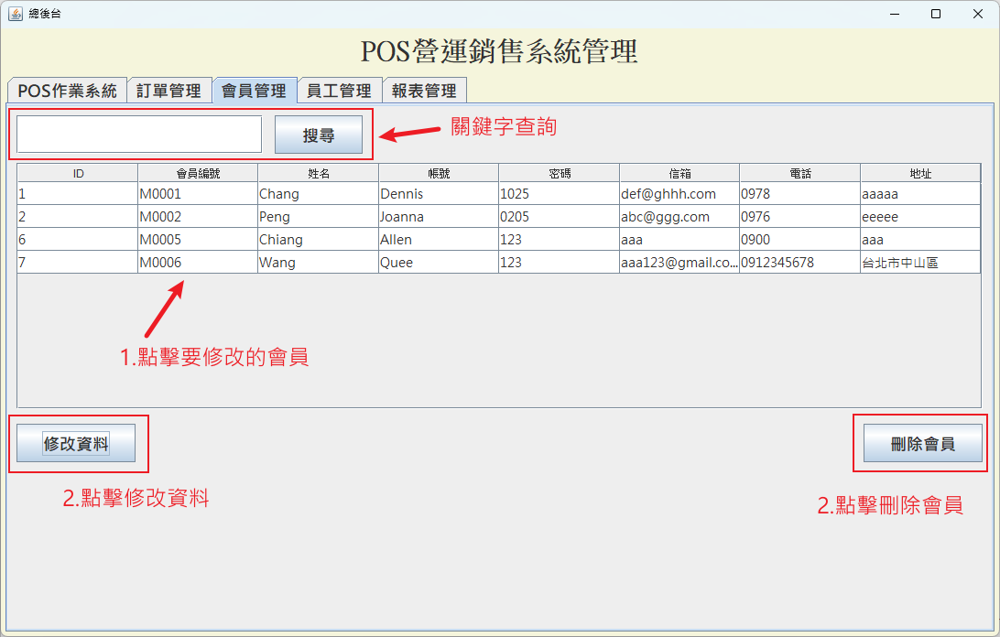 總後台
POS營運銷售系統管理
POS作業系統 訂單管理 會員管理 員工管理 報表管理
搜尋 關鍵字查詢
ID 會員編號 姓名 帳號 密碼 信箱 電話 地址
1 M0001 Chang Dennis 1025 def@ghhh.com 0978 aaaaa
2 M0002 Peng Joanna 0205 abc@ggg.com 0976 eeeee
6 M0005 Chiang Allen 123 aaa 0900 aaa
7 M0006 Wang Quee 123 aaa123@gmail.co... 0912345678 台北市中山區
1.點擊要修改的會員
修改資料 刪除會員
2.點擊修改資料 2.點擊刪除會員